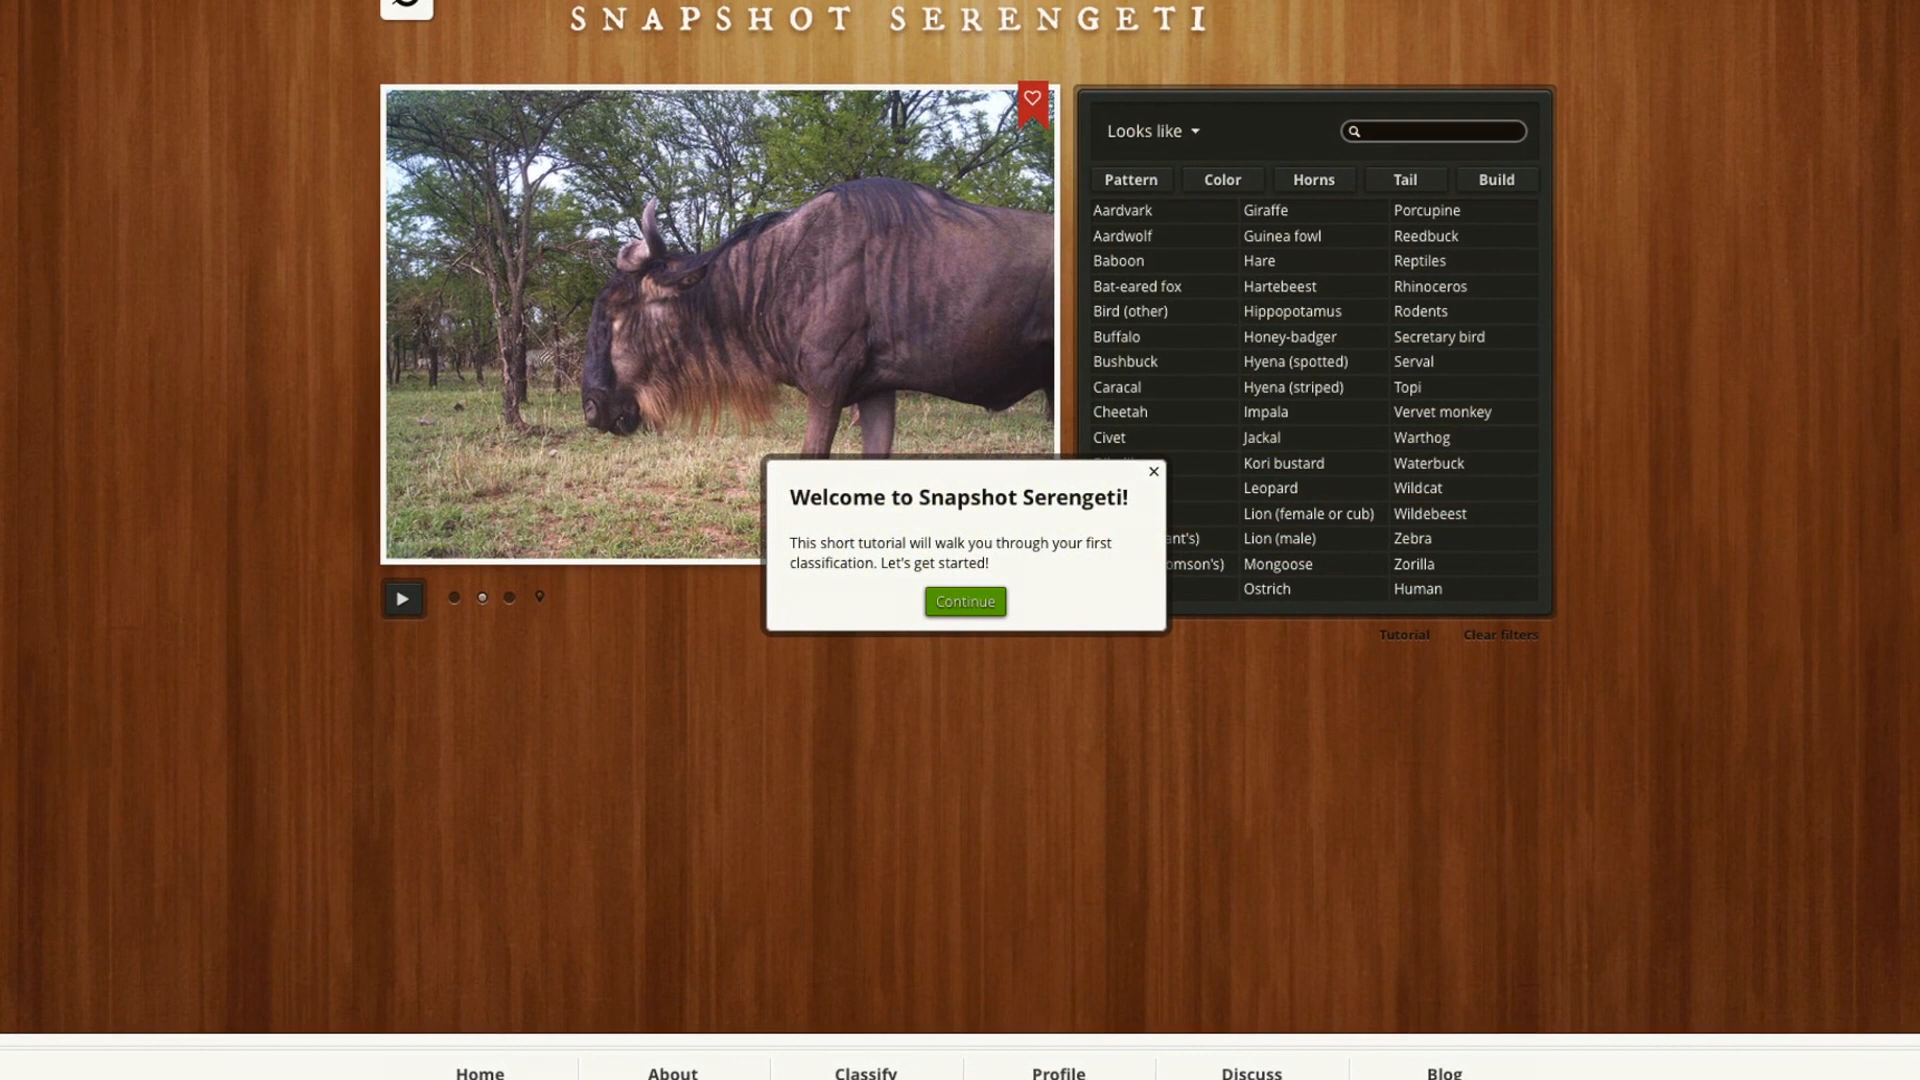 SNAPSHOT SERENGETI
Looks like
Pattern Color Horns Tail Build
Aardvark Giraffe Porcupine
Aardwolf Guinea fowl Reedbuck
Baboon Hare Reptiles
Bat-eared fox Hartebeest Rhinoceros
Bird (other) Hippopotamus Rodents
Buffalo Honey-badger Secretary bird
Bushbuck Hyena (spotted) Serval
Caracal Hyena (striped) Topi
Cheetah Impala Vervet monkey
Civet Jackal Warthog
Kori bustard Waterbuck
Leopard Wildcat
Lion (female or cub) Wildebeest
ant's) Lion (male) Zebra
omson's) Mongoose Zorilla
Ostrich Human
Welcome to Snapshot Serengeti!
This short tutorial will walk you through your first
classification. Let's get started!
Continue
Tutorial Clear filters
Home About Classify Profile Discuss Blog